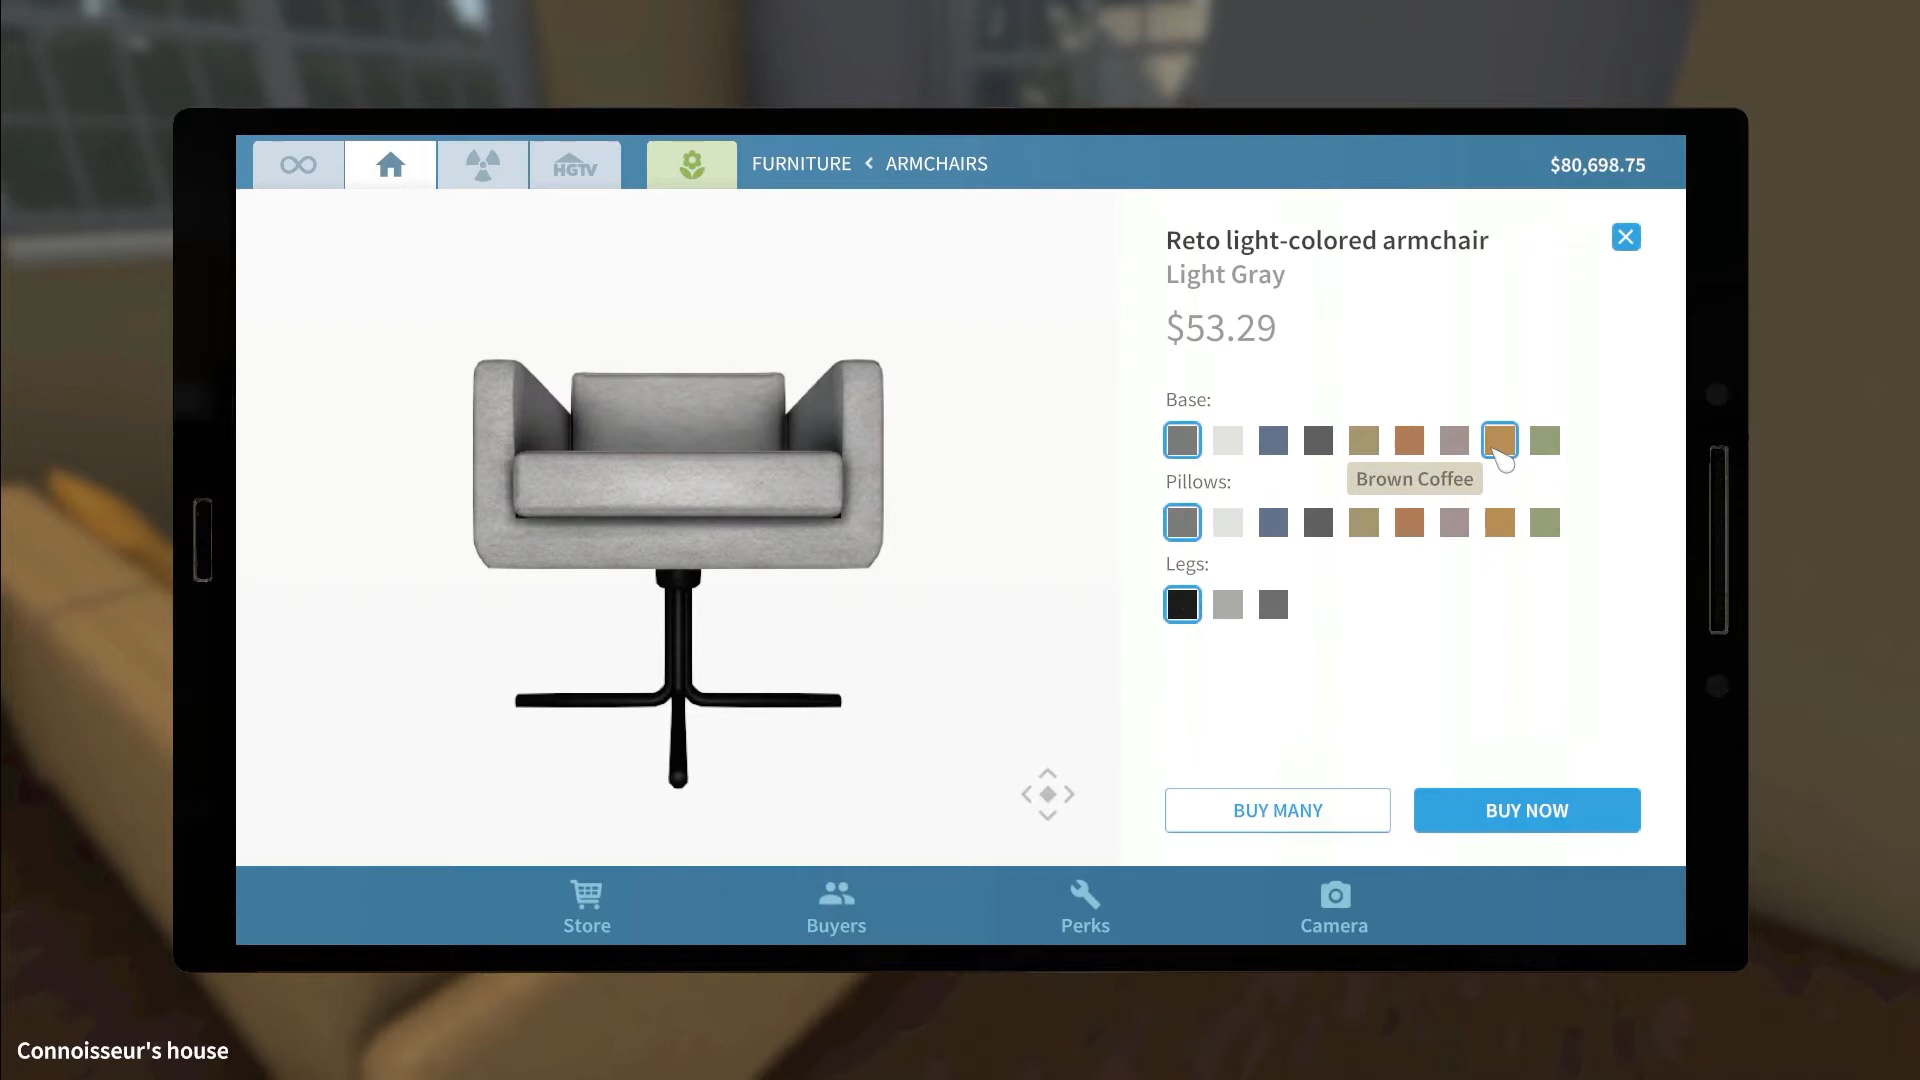 HGTV
FURNITURE < ARMCHAIRS
$80,698.75
Reto light-colored armchair
Light Gray
$53.29
Base:
Brown Coffee
Pillows:
Legs:
BUY MANY
BUY NOW
Store
Buyers
Perks
Camera
Connoisseur's house